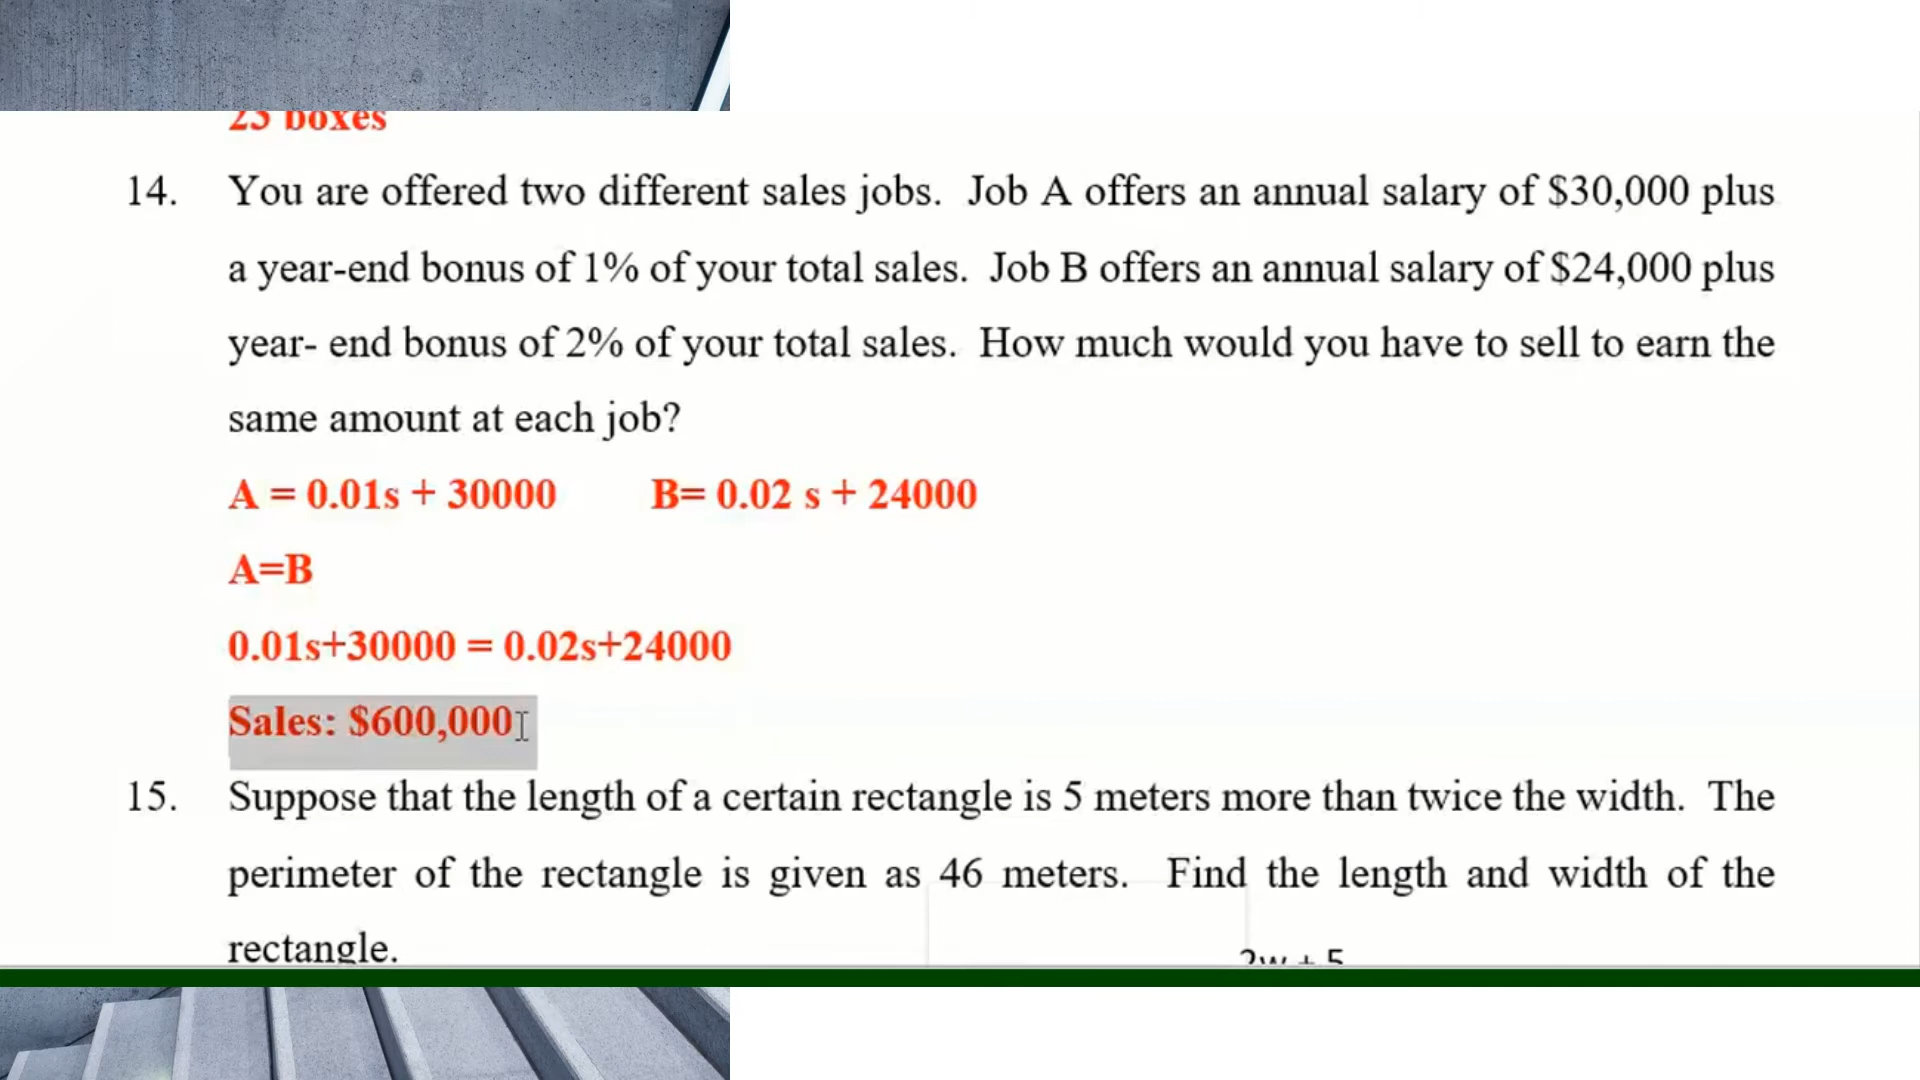 23 boxes
14. You are offered two different sales jobs. Job A offers an annual salary of $30,000 plus
a year-end bonus of 1% of your total sales. Job B offers an annual salary of $24,000 plus
year- end bonus of 2% of your total sales. How much would you have to sell to earn the
same amount at each job?
A = 0.01s + 30000 B= 0.02 s + 24000
A=B
0.01s+30000 = 0.02s+24000
Sales: $600,000
15. Suppose that the length of a certain rectangle is 5 meters more than twice the width. The
perimeter of the rectangle is given as 46 meters. Find the length and width of the
rectangle.
2w + 5